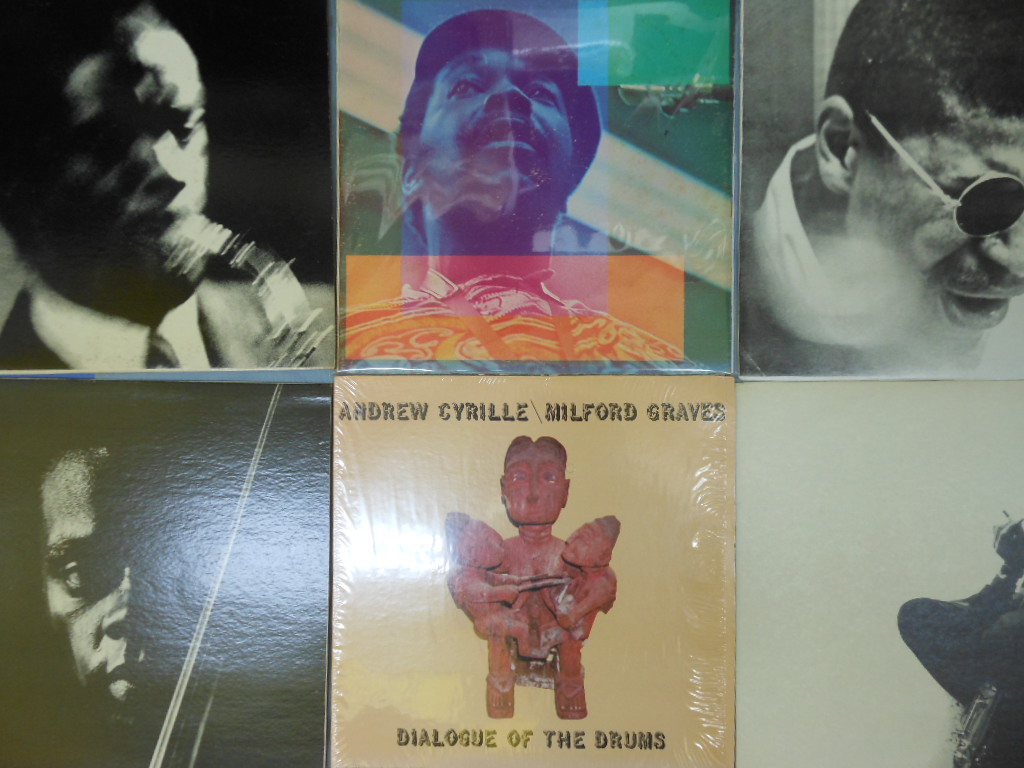 ANDREW CYRILLE\MILFORD GRAVES
DIALOGUE OF THE DRUMS